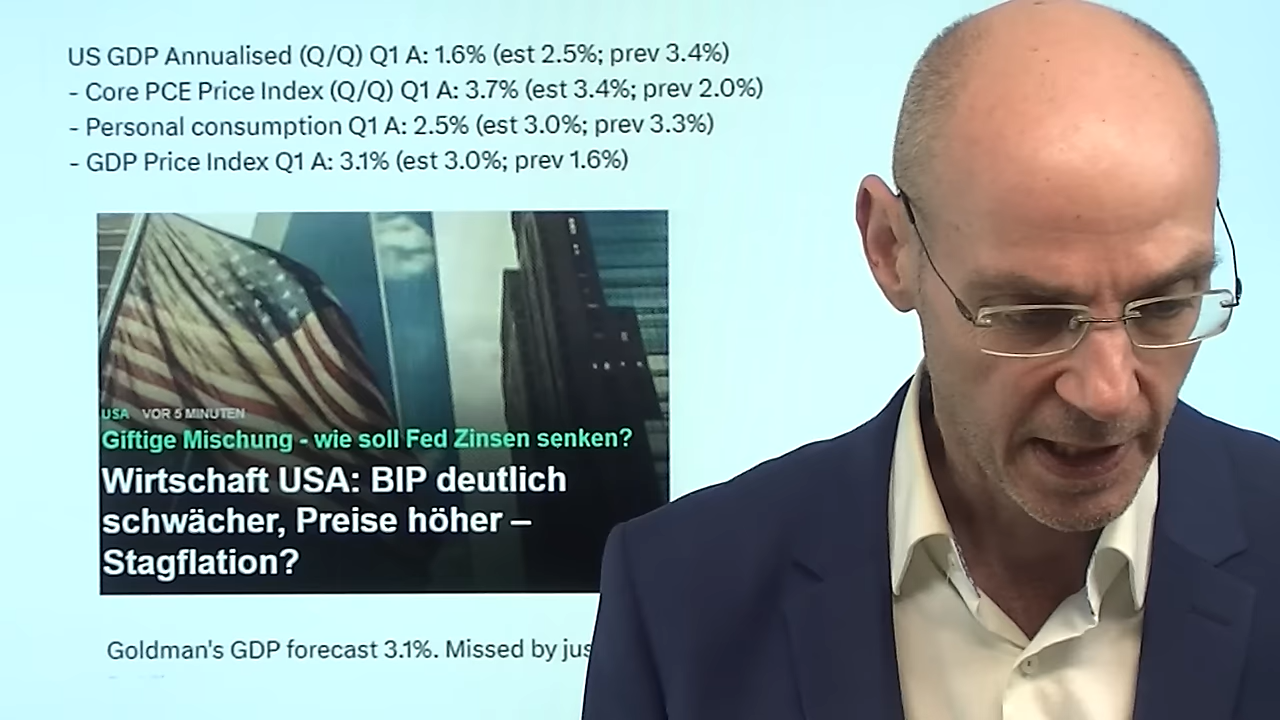 US GDP Annualised (Q/Q) Q1 A: 1.6% (est 2.5%; prev 3.4%)
- Core PCE Price Index (Q/Q) Q1 A: 3.7% (est 3.4%; prev 2.0%)
- Personal consumption Q1 A: 2.5% (est 3.0%; prev 3.3%)
- GDP Price Index Q1 A: 3.1% (est 3.0%; prev 1.6%)
USA VOR 5 MINUTEN
Giftige Mischung - wie soll Fed Zinsen senken?
Wirtschaft USA: BIP deutlich
schwächer, Preise höher –
Stagflation?
Goldman's GDP forecast 3.1%. Missed by